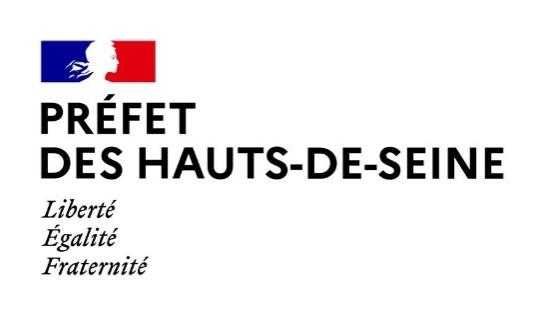 PRÉFET
DES HAUTS-DE-SEINE
Liberté
Égalité
Fraternité